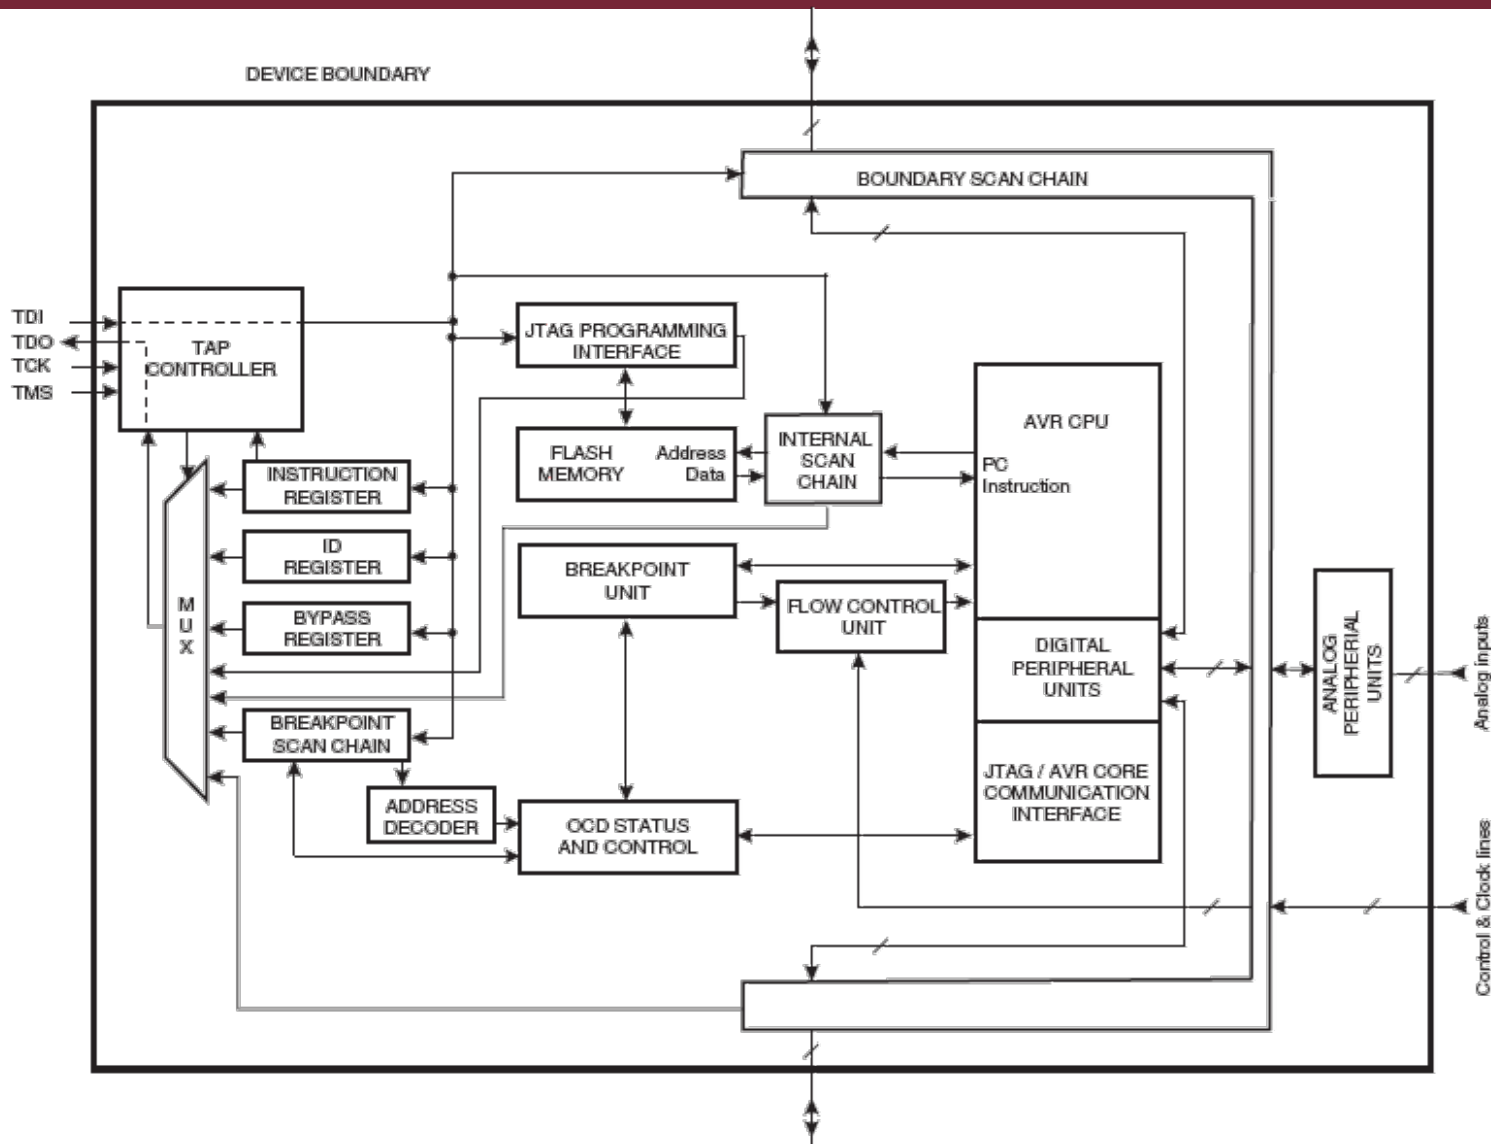 DEVICE BOUNDARY
BOUNDARY SCAN CHAIN
TDI
TDO
TCK
TMS
TAP
CONTROLLER
JTAG PROGRAMMING
INTERFACE
FLASH
MEMORY
Address
Data
INTERNAL
SCAN
CHAIN
AVR CPU
PC
Instruction
INSTRUCTION
REGISTER
ID
REGISTER
BYPASS
REGISTER
M
U
X
BREAKPOINT
SCAN CHAIN
ADDRESS
DECODER
BREAKPOINT
UNIT
FLOW CONTROL
UNIT
OCD STATUS
AND CONTROL
DIGITAL
PERIPHERAL
UNITS
JTAG / AVR CORE
COMMUNICATION
INTERFACE
ANALOG
PERIPHERIAL
UNITS
Analog inputs
Control & Clock lines